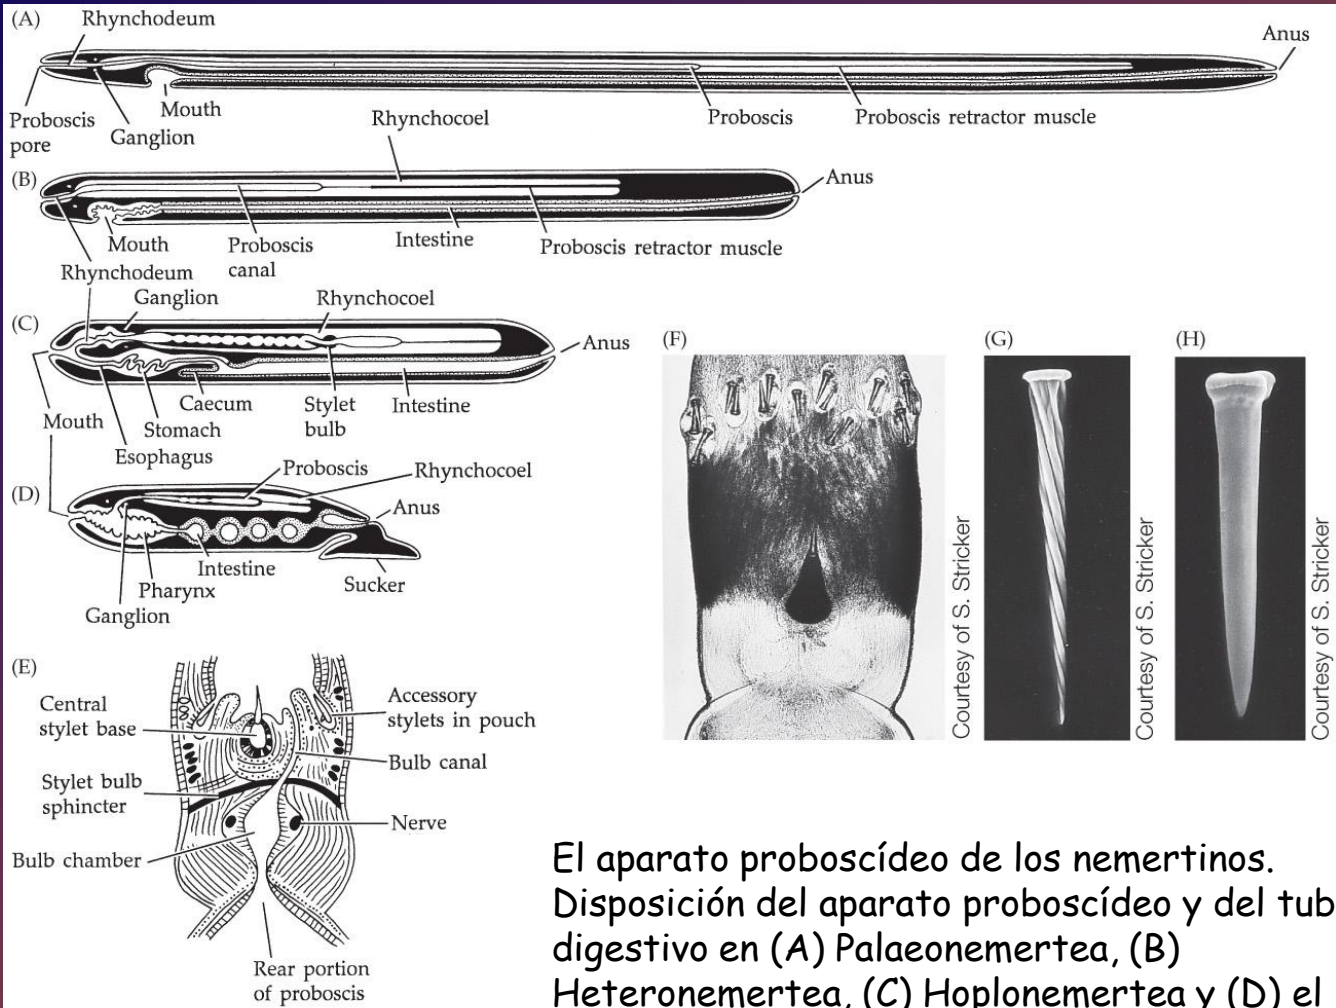 (A)
Rhynchodeum
Anus
Proboscis
pore
Ganglion
Mouth
Rhynchocoel
Proboscis
Proboscis retractor muscle
(B)
Anus
Mouth
Rhynchodeum
Proboscis
canal
Intestine
Proboscis retractor muscle
Ganglion
Rhynchocoel
(C)
Anus
Mouth
Caecum
Stomach
Esophagus
Stylet
bulb
Intestine
Proboscis
Rhynchocoel
(D)
Anus
Intestine
Pharynx
Ganglion
Sucker
(E)
Central
stylet base
Accessory
stylets in pouch
Bulb canal
Stylet bulb
sphincter
Nerve
Bulb chamber
Rear portion
of proboscis
(F)
Courtesy of S. Stricker
(G)
Courtesy of S. Stricker
(H)
Courtesy of S. Stricker
El aparato proboscídeo de los nemertinos.
Disposición del aparato proboscídeo y del tub
digestivo en (A) Palaeonemertea, (B)
Heteronemertea, (C) Hoplonemertea y (D) el